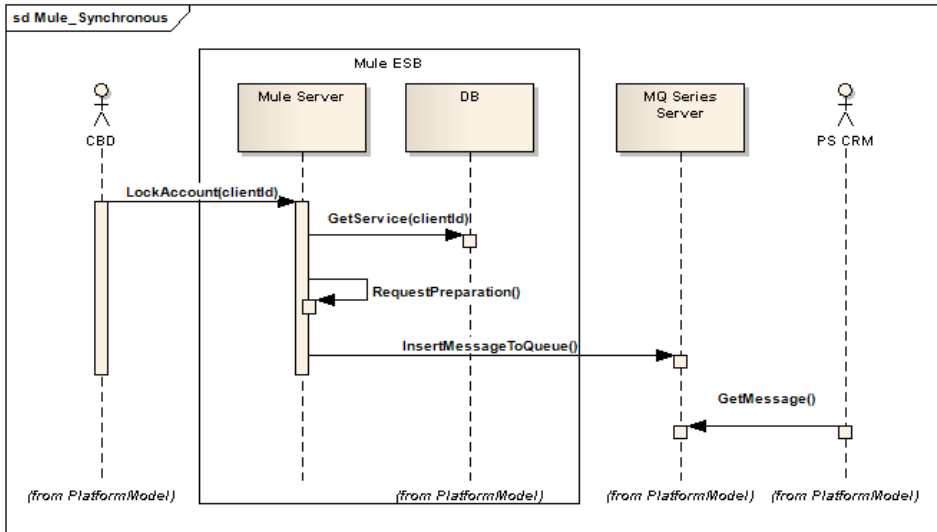 sd Mule_Synchronous
Mule ESB
Mule Server
DB
MQ Series
Server
CBD
PS CRM
LockAccount(clientId)
GetService(clientId)
RequestPreparation()
InsertMessageToQueue()
GetMessage()
(from PlatformModel)
(from PlatformModel)
(from PlatformModel)
(from PlatformModel)